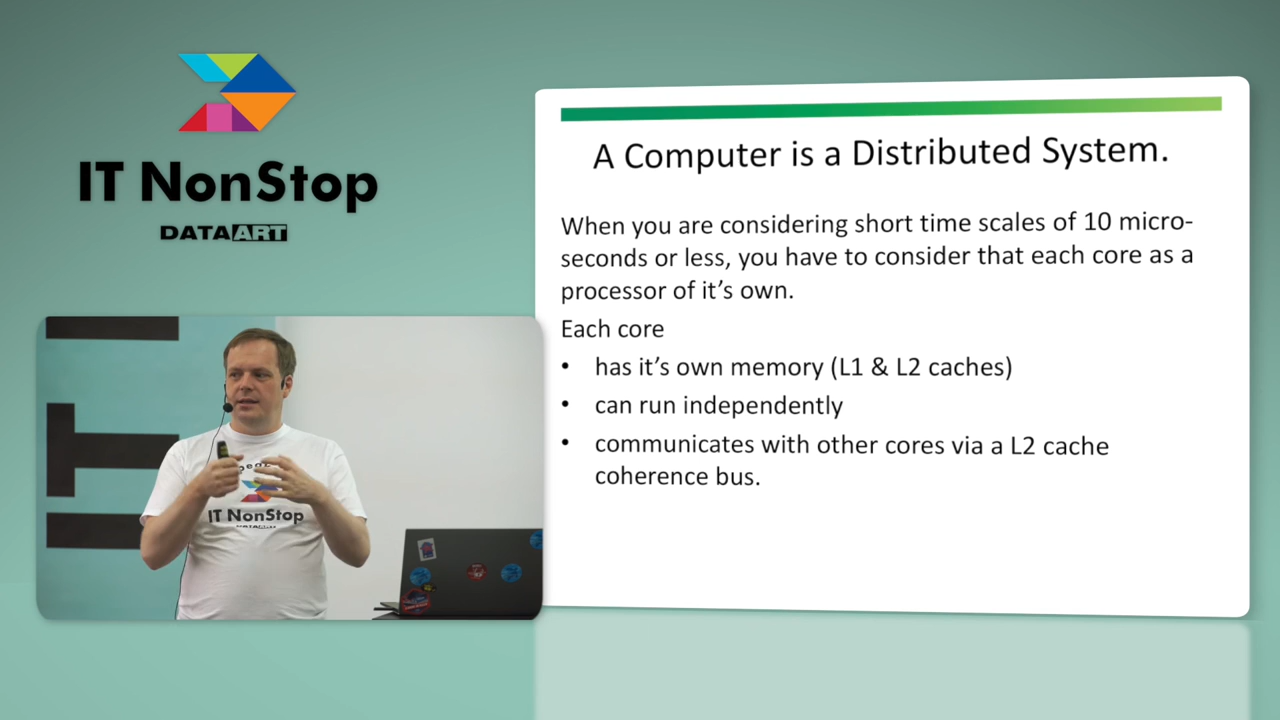 IT NonStop
DATAART
A Computer is a Distributed System.
When you are considering short time scales of 10 micro-
seconds or less, you have to consider that each core as a
processor of it's own.
Each core
• has it's own memory (L1 & L2 caches)
• can run independently
• communicates with other cores via a L2 cache
coherence bus.
IT NonStop